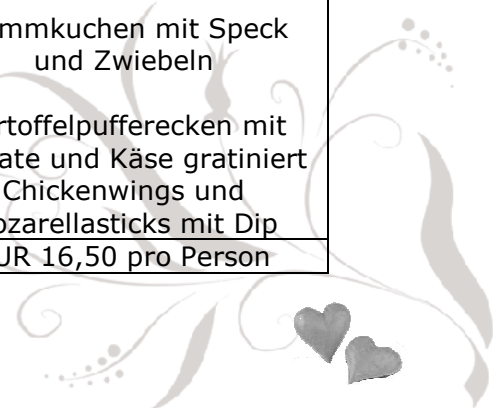 mmkuchen mit Speck
und Zwiebeln
rtoffelpufferecken mit
ate und Käse gratiniert
Chickenwings und
ozarellasticks mit Dip
UR 16,50 pro Person